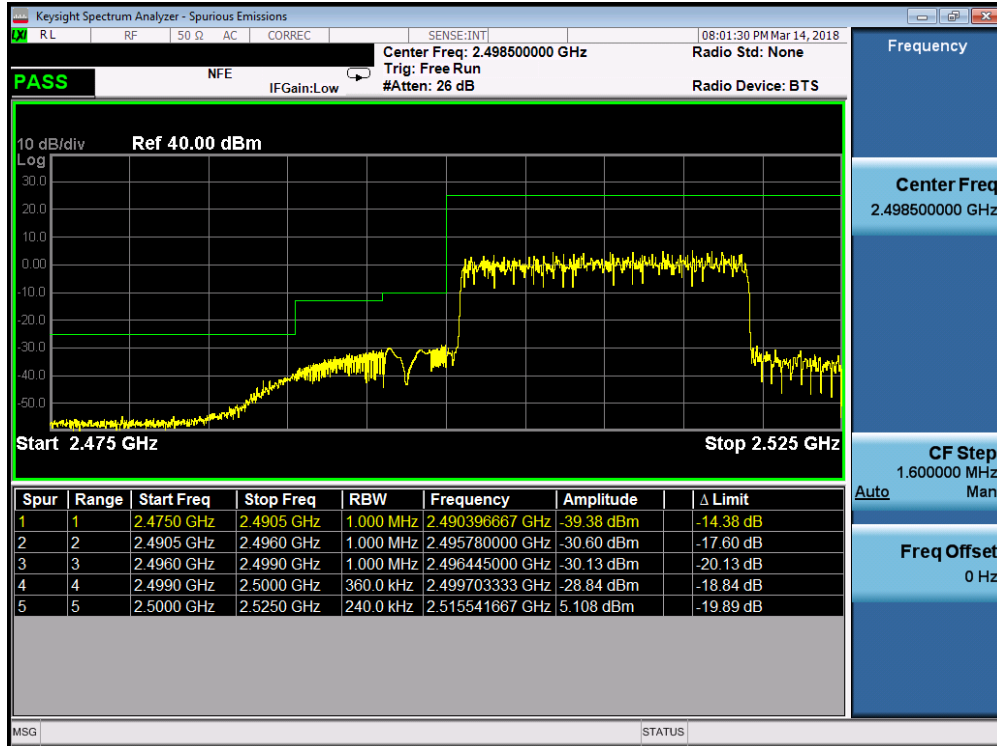 Keysight Spectrum Analyzer - Spurious Emissions
LXI RL RF 50 Ω AC CORREC SENSE:INT 08:01:30 PM Mar 14, 2018
Center Freq: 2.498500000 GHz Radio Std: None
PASS NFE Trig: Free Run
IFGain:Low #Atten: 26 dB Radio Device: BTS
10 dB/div Ref 40.00 dBm
Log
30.0
20.0
10.0
0.00
-10.0
-20.0
-30.0
-40.0
-50.0
Start 2.475 GHz Stop 2.525 GHz
Spur Range Start Freq Stop Freq RBW Frequency Amplitude Δ Limit
1 1 2.4750 GHz 2.4905 GHz 1.000 MHz 2.490396667 GHz -39.38 dBm -14.38 dB
2 2 2.4905 GHz 2.4960 GHz 1.000 MHz 2.495780000 GHz -30.60 dBm -17.60 dB
3 3 2.4960 GHz 2.4990 GHz 1.000 MHz 2.496445000 GHz -30.13 dBm -20.13 dB
4 4 2.4990 GHz 2.5000 GHz 360.0 kHz 2.499703333 GHz -28.84 dBm -18.84 dB
5 5 2.5000 GHz 2.5250 GHz 240.0 kHz 2.515541667 GHz 5.108 dBm -19.89 dB
MSG STATUS
Frequency
Center Freq
2.498500000 GHz
CF Step
1.600000 MHz
Auto Man
Freq Offset
0 Hz